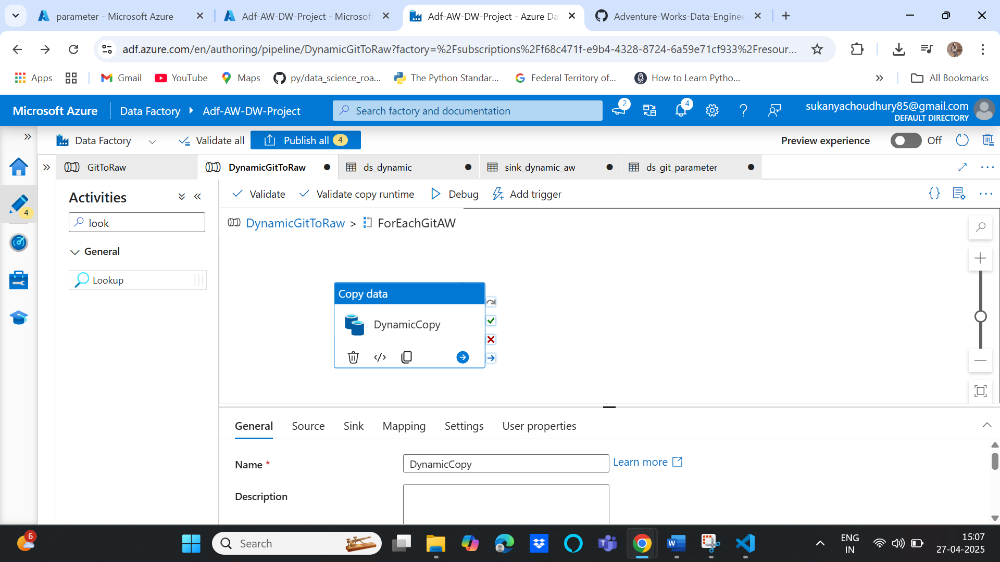 parameter - Microsoft Azure
Adf-AW-DW-Project - Microsoft
Adf-AW-DW-Project - Azure Da
Adventure-Works-Data-Enginee
adf.azure.com/en/authoring/pipeline/DynamicGitToRaw?factory=%2Fsubscriptions%2Ff68c471f-e9b4-4328-8724-6a59e71cf933%2Fresour...
Apps
Gmail
YouTube
Maps
py/data_science_roa...
The Python Standar...
Federal Territory of...
How to Learn Pytho...
All Bookmarks
Microsoft Azure
Data Factory
Adf-AW-DW-Project
Search factory and documentation
2
4
sukanyachoudhury85@gmail.com
DEFAULT DIRECTORY
Data Factory
Validate all
Publish all
4
Preview experience
Off
GitToRaw
DynamicGitToRaw
ds_dynamic
sink_dynamic_aw
ds_git_parameter
4
Activities
look
General
Lookup
Validate
Validate copy runtime
Debug
Add trigger
DynamicGitToRaw > ForEachGitAW
Copy data
DynamicCopy
General
Source
Sink
Mapping
Settings
User properties
Name *
DynamicCopy
Learn more
Description
6
Search
ENG
IN
15:07
27-04-2025